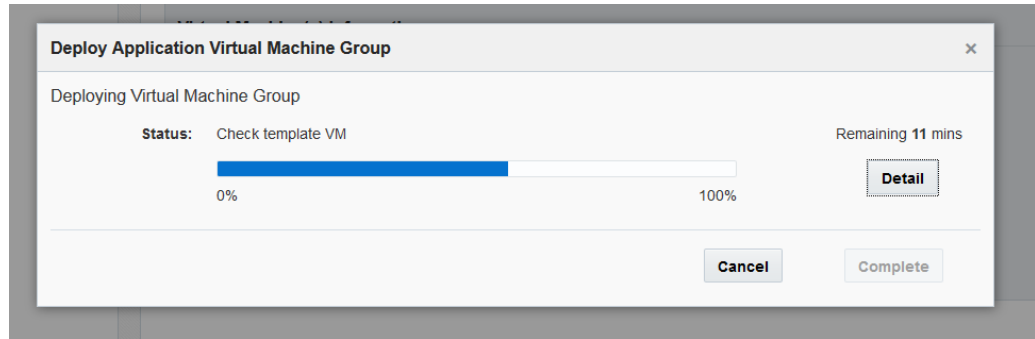 Deploy Application Virtual Machine Group ×
Deploying Virtual Machine Group
Status: Check template VM Remaining 11 mins
Detail
0% 100%
Cancel Complete